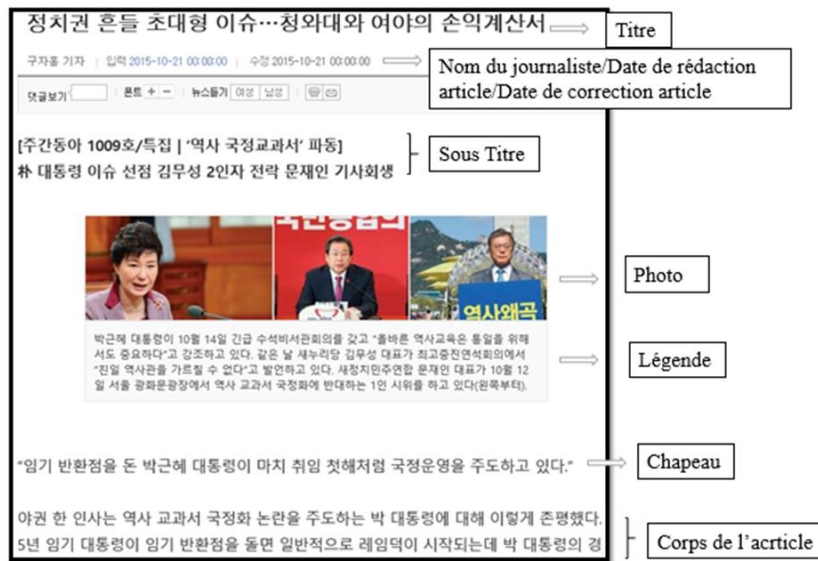 정치권 흔들 초대형 이슈…청와대와 여야의 손익계산서
Titre
구자홍 기자 | 입력 2015-10-21 00:00:00 | 수정 2015-10-21 00:00:00
Nom du journaliste/Date de rédaction
article/Date de correction article
댓글보기 | 폰트 + − | 뉴스듣기 여성 남성
[주간동아 1009호/특집 | ‘역사 국정교과서’ 파동]
朴 대통령 이슈 선점 김무성 2인자 전락 문재인 기사회생
Sous Titre
국민공천합의
역사왜곡
Photo
박근혜 대통령이 10월 14일 긴급 수석비서관회의를 갖고 “올바른 역사교육은 통일을 위해
서도 중요하다”고 강조하고 있다. 같은 날 새누리당 김무성 대표가 최고중진연석회의에서
“친일 역사관을 가르칠 수 없다”고 발언하고 있다. 새정치민주연합 문재인 대표가 10월 12
일 서울 광화문광장에서 역사 교과서 국정화에 반대하는 1인 시위를 하고 있다(왼쪽부터).
Légende
“임기 반환점을 돈 박근혜 대통령이 마치 취임 첫해처럼 국정운영을 주도하고 있다.”
Chapeau
야권 한 인사는 역사 교과서 국정화 논란을 주도하는 박 대통령에 대해 이렇게 촌평했다.
5년 임기 대통령이 임기 반환점을 돌면 일반적으로 레임덕이 시작되는데 박 대통령의 경
Corps de l’acrticle